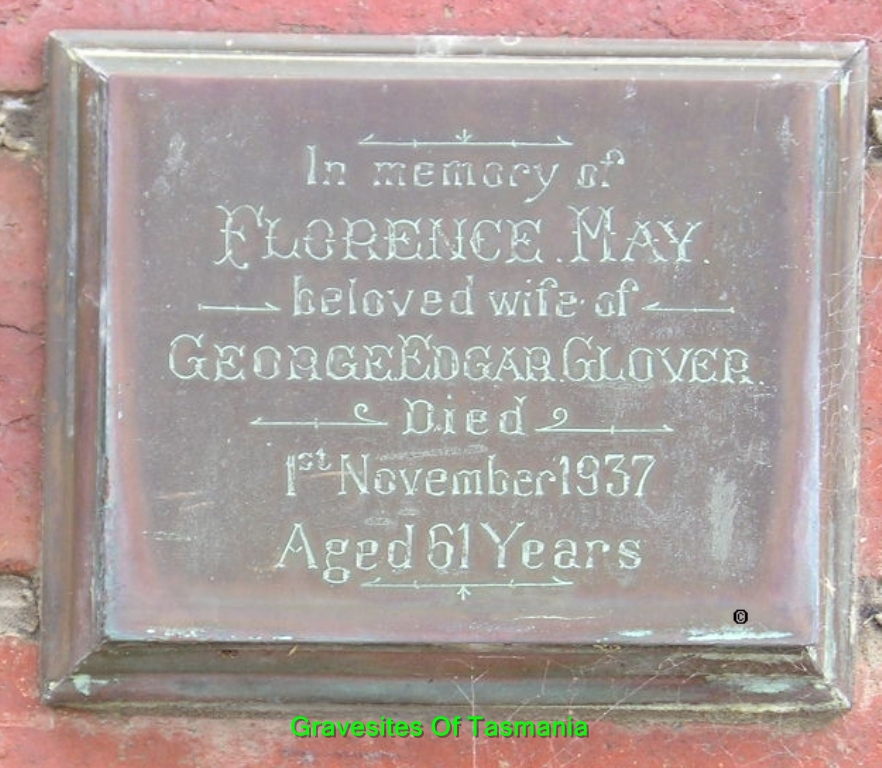 In memory of
FLORENCE MAY.
beloved wife of
GEORGE EDGAR GLOVER.
Died
1st November 1937
Aged 61 Years
©
Gravesites Of Tasmania